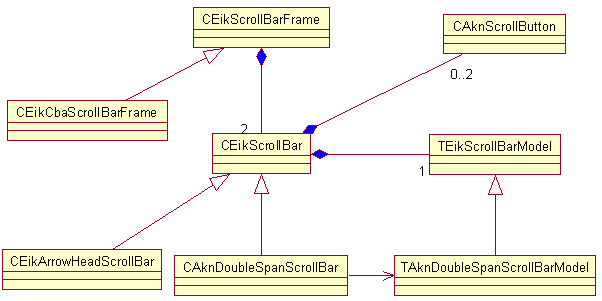 CEikScrollBarFrame
CAknScrollButton
0..2
CEikCbaScrollBarFrame
2
CEikScrollBar
TEikScrollBarModel
1
CEikArrowHeadScrollBar
CAknDoubleSpanScrollBar
TAknDoubleSpanScrollBarModel